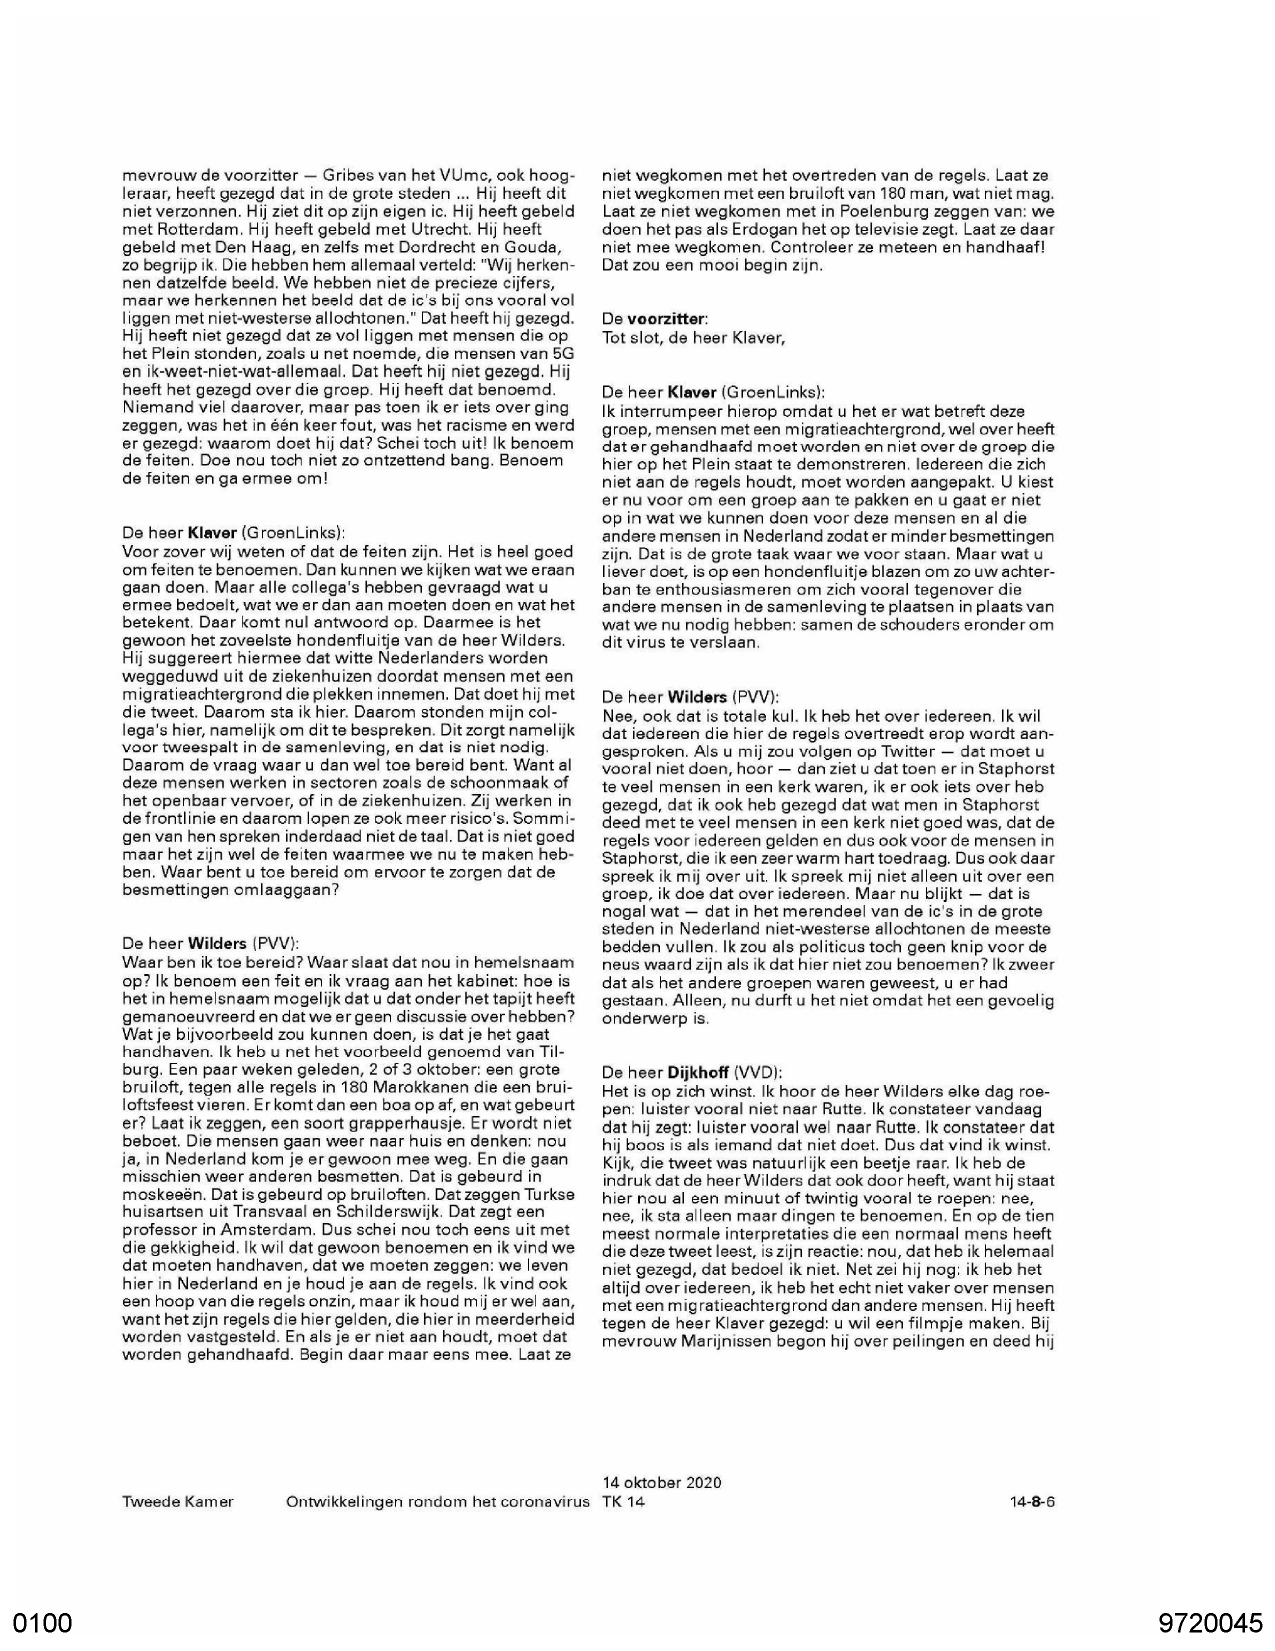 mevrouw de voorzitter — Gribes van het VUmc, ook hoog-
leraar, heeft gezegd dat in de grote steden ... Hij heeft dit
niet verzonnen. Hij ziet dit op zijn eigen ic. Hij heeft gebeld
met Rotterdam. Hij heeft gebeld met Utrecht. Hij heeft
gebeld met Den Haag, en zelfs met Dordrecht en Gouda,
zo begrijp ik. Die hebben hem allemaal verteld: "Wij herken-
nen datzelfde beeld. We hebben niet de precieze cijfers,
maar we herkennen het beeld dat de ic's bij ons vooral vol
liggen met niet-westerse allochtonen." Dat heeft hij gezegd.
Hij heeft niet gezegd dat ze vol liggen met mensen die op
het Plein stonden, zoals u net noemde, die mensen van 5G
en ik-weet-niet-wat-allemaal. Dat heeft hij niet gezegd. Hij
heeft het gezegd over die groep. Hij heeft dat benoemd.
Niemand viel daarover, maar pas toen ik er iets over ging
zeggen, was het in één keer fout, was het racisme en werd
er gezegd: waarom doet hij dat? Schei toch uit! Ik benoem
de feiten. Doe nou toch niet zo ontzettend bang. Benoem
de feiten en ga ermee om!
De heer Klaver (GroenLinks):
Voor zover wij weten of dat de feiten zijn. Het is heel goed
om feiten te benoemen. Dan kunnen we kijken wat we eraan
gaan doen. Maar alle collega's hebben gevraagd wat u
ermee bedoelt, wat we er dan aan moeten doen en wat het
betekent. Daar komt nul antwoord op. Daarmee is het
gewoon het zoveelste hondenfluitje van de heer Wilders.
Hij suggereert hiermee dat witte Nederlanders worden
weggeduwd uit de ziekenhuizen doordat mensen met een
migratieachtergrond die plekken innemen. Dat doet hij met
die tweet. Daarom sta ik hier. Daarom stonden mijn col-
lega's hier, namelijk om dit te bespreken. Dit zorgt namelijk
voor tweespalt in de samenleving, en dat is niet nodig.
Daarom de vraag waar u dan wel toe bereid bent. Want al
deze mensen werken in sectoren zoals de schoonmaak of
het openbaar vervoer, of in de ziekenhuizen. Zij werken in
de frontlinie en daarom lopen ze ook meer risico's. Sommi-
gen van hen spreken inderdaad niet de taal. Dat is niet goed
maar het zijn wel de feiten waarmee we nu te maken heb-
ben. Waar bent u toe bereid om ervoor te zorgen dat de
besmettingen omlaaggaan?
De heer Wilders (PVV):
Waar ben ik toe bereid? Waar slaat dat nou in hemelsnaam
op? Ik benoem een feit en ik vraag aan het kabinet: hoe is
het in hemelsnaam mogelijk dat u dat onder het tapijt heeft
gemanoeuvreerd en dat we er geen discussie over hebben?
Wat je bijvoorbeeld zou kunnen doen, is dat je het gaat
handhaven. Ik heb u net het voorbeeld genoemd van Til-
burg. Een paar weken geleden, 2 of 3 oktober: een grote
bruiloft, tegen alle regels in 180 Marokkanen die een brui-
loftsfeest vieren. Er komt dan een boa op af, en wat gebeurt
er? Laat ik zeggen, een soort grapperhausje. Er wordt niet
beboet. Die mensen gaan weer naar huis en denken: nou
ja, in Nederland kom je er gewoon mee weg. En die gaan
misschien weer anderen besmetten. Dat is gebeurd in
moskeeën. Dat is gebeurd op bruiloften. Dat zeggen Turkse
huisartsen uit Transvaal en Schilderswijk. Dat zegt een
professor in Amsterdam. Dus schei nou toch eens uit met
die gekkigheid. Ik wil dat gewoon benoemen en ik vind we
dat moeten handhaven, dat we moeten zeggen: we leven
hier in Nederland en je houd je aan de regels. Ik vind ook
een hoop van die regels onzin, maar ik houd mij er wel aan,
want het zijn regels die hier gelden, die hier in meerderheid
worden vastgesteld. En als je er niet aan houdt, moet dat
worden gehandhaafd. Begin daar maar eens mee. Laat ze
niet wegkomen met het overtreden van de regels. Laat ze
niet wegkomen met een bruiloft van 180 man, wat niet mag.
Laat ze niet wegkomen met in Poelenburg zeggen van: we
doen het pas als Erdogan het op televisie zegt. Laat ze daar
niet mee wegkomen. Controleer ze meteen en handhaaf!
Dat zou een mooi begin zijn.
De voorzitter:
Tot slot, de heer Klaver,
De heer Klaver (GroenLinks):
Ik interrumpeer hierop omdat u het er wat betreft deze
groep, mensen met een migratieachtergrond, wel over heeft
dat er gehandhaafd moet worden en niet over de groep die
hier op het Plein staat te demonstreren. Iedereen die zich
niet aan de regels houdt, moet worden aangepakt. U kiest
er nu voor om een groep aan te pakken en u gaat er niet
op in wat we kunnen doen voor deze mensen en al die
andere mensen in Nederland zodat er minder besmettingen
zijn. Dat is de grote taak waar we voor staan. Maar wat u
liever doet, is op een hondenfluitje blazen om zo uw achter-
ban te enthousiasmeren om zich vooral tegenover die
andere mensen in de samenleving te plaatsen in plaats van
wat we nu nodig hebben: samen de schouders eronder om
dit virus te verslaan.
De heer Wilders (PVV):
Nee, ook dat is totale kul. Ik heb het over iedereen. Ik wil
dat iedereen die hier de regels overtreedt erop wordt aan-
gesproken. Als u mij zou volgen op Twitter — dat moet u
vooral niet doen, hoor — dan ziet u dat toen er in Staphorst
te veel mensen in een kerk waren, ik er ook iets over heb
gezegd, dat ik ook heb gezegd dat wat men in Staphorst
deed met te veel mensen in een kerk niet goed was, dat de
regels voor iedereen gelden en dus ook voor de mensen in
Staphorst, die ik een zeer warm hart toedraag. Dus ook daar
spreek ik mij over uit. Ik spreek mij niet alleen uit over een
groep, ik doe dat over iedereen. Maar nu blijkt — dat is
nogal wat — dat in het merendeel van de ic's in de grote
steden in Nederland niet-westerse allochtonen de meeste
bedden vullen. Ik zou als politicus toch geen knip voor de
neus waard zijn als ik dat hier niet zou benoemen? Ik zweer
dat als het andere groepen waren geweest, u er had
gestaan. Alleen, nu durft u het niet omdat het een gevoelig
onderwerp is.
De heer Dijkhoff (VVD):
Het is op zich winst. Ik hoor de heer Wilders elke dag roe-
pen: luister vooral niet naar Rutte. Ik constateer vandaag
dat hij zegt: luister vooral wel naar Rutte. Ik constateer dat
hij boos is als iemand dat niet doet. Dus dat vind ik winst.
Kijk, die tweet was natuurlijk een beetje raar. Ik heb de
indruk dat de heer Wilders dat ook door heeft, want hij staat
hier nou al een minuut of twintig vooral te roepen: nee,
nee, ik sta alleen maar dingen te benoemen. En op de tien
meest normale interpretaties die een normaal mens heeft
die deze tweet leest, is zijn reactie: nou, dat heb ik helemaal
niet gezegd, dat bedoel ik niet. Net zei hij nog: ik heb het
altijd over iedereen, ik heb het echt niet vaker over mensen
met een migratieachtergrond dan andere mensen. Hij heeft
tegen de heer Klaver gezegd: u wil een filmpje maken. Bij
mevrouw Marijnissen begon hij over peilingen en deed hij
14 oktober 2020
Tweede Kamer Ontwikkelingen rondom het coronavirus TK 14 14-8-6
0100 9720045